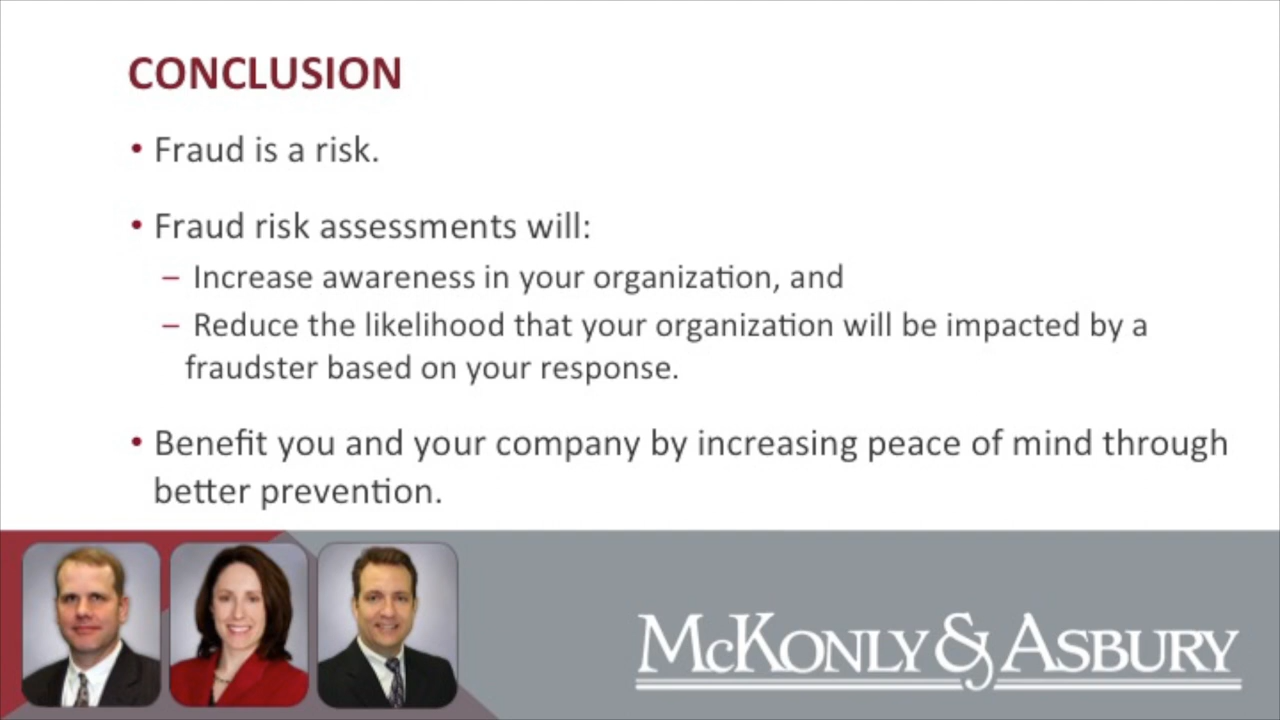 CONCLUSION
• Fraud is a risk.
• Fraud risk assessments will:
– Increase awareness in your organization, and
– Reduce the likelihood that your organization will be impacted by a
fraudster based on your response.
• Benefit you and your company by increasing peace of mind through
better prevention.
McKonly & Asbury